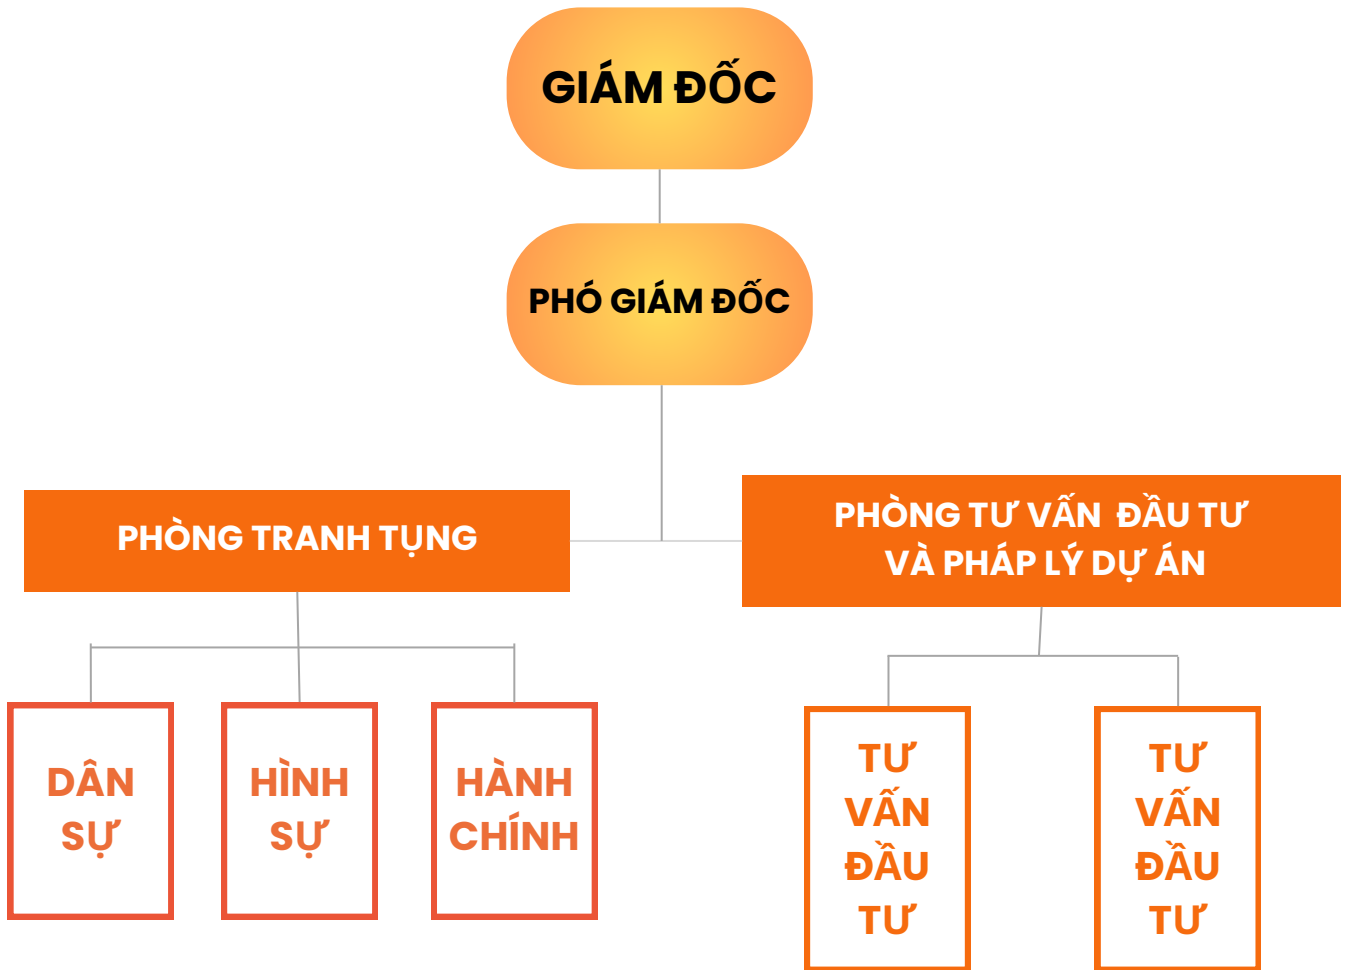 GIÁM ĐỐC
PHÓ GIÁM ĐỐC
PHÒNG TRANH TỤNG
PHÒNG TƯ VẤN ĐẦU TƯ
VÀ PHÁP LÝ DỰ ÁN
DÂN
SỰ
HÌNH
SỰ
HÀNH
CHÍNH
TƯ
VẤN
ĐẦU
TƯ
TƯ
VẤN
ĐẦU
TƯ